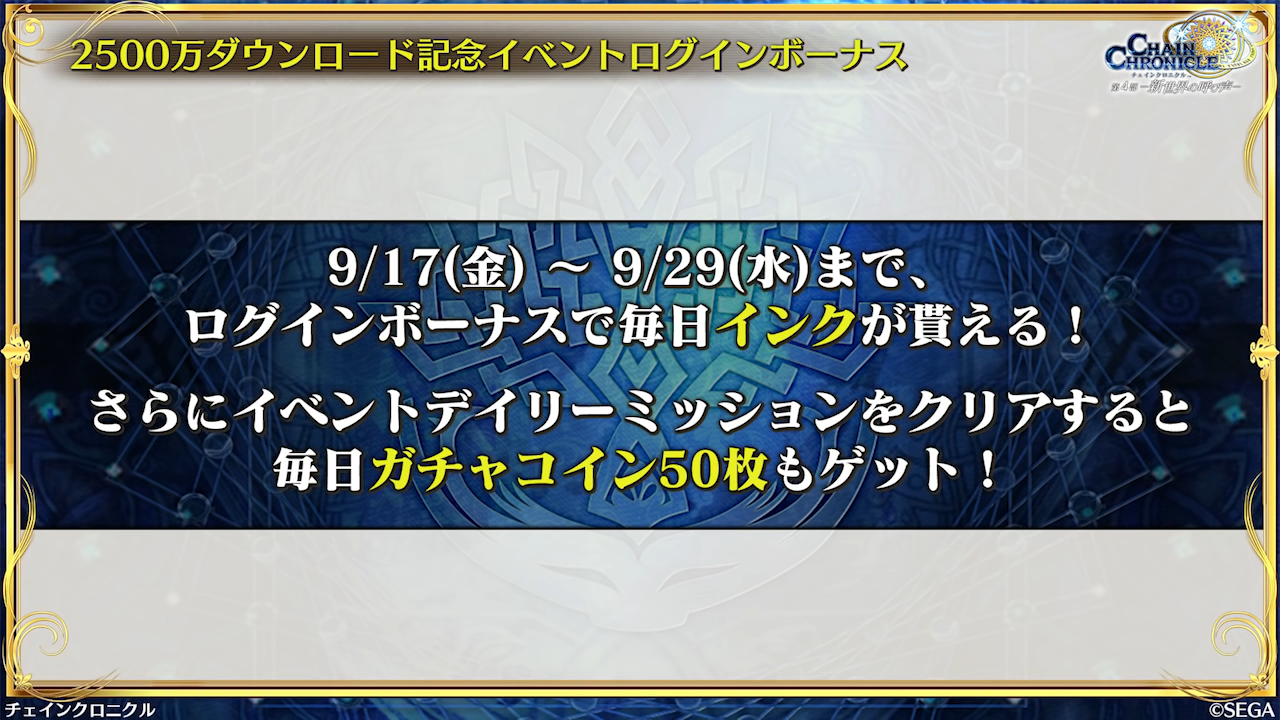 2500万ダウンロード記念イベントログインボーナス
CHAIN
CHRONICLE
チェインクロニクル
第4部 ー新世界の呼び声ー
9/17(金) ～ 9/29(水)まで、
ログインボーナスで毎日インクが貰える！
さらにイベントデイリーミッションをクリアすると
毎日ガチャコイン50枚もゲット！
チェインクロニクル
©SEGA